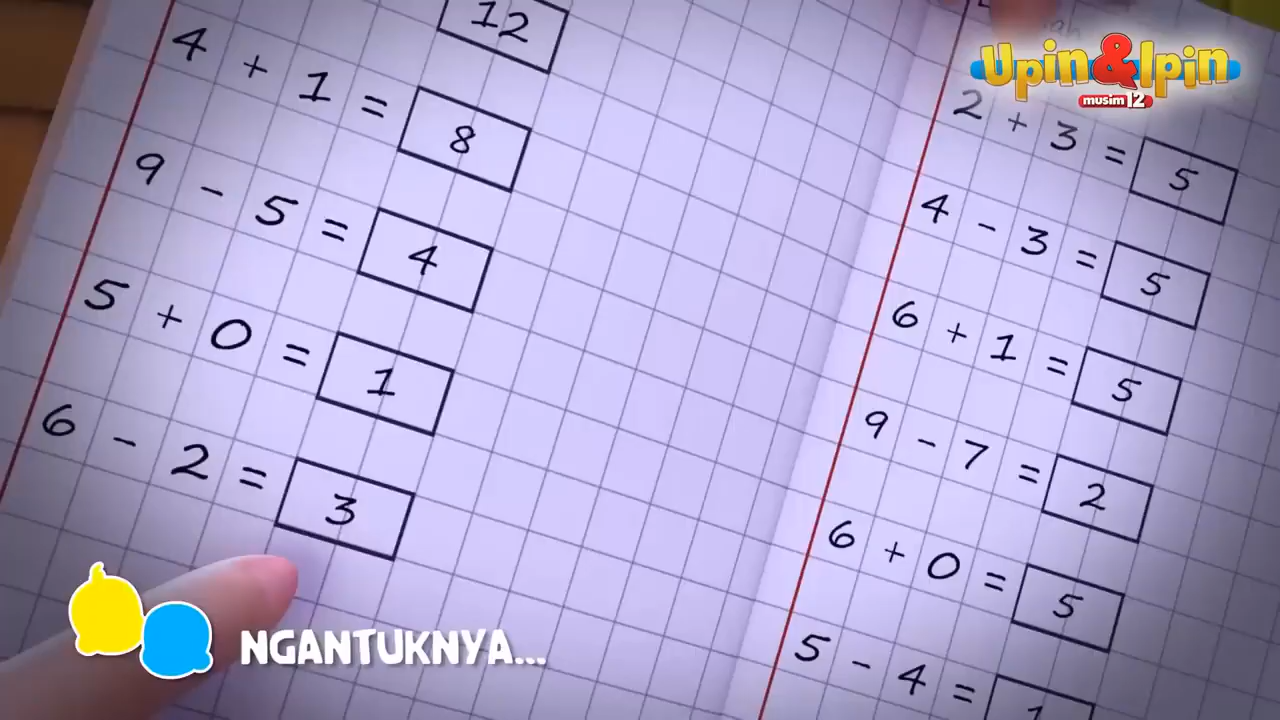 12
4 + 1 = 8
9 - 5 = 4
5 + 0 = 1
6 - 2 = 3
Upin&Ipin
musim 12
2 + 3 = 5
4 - 3 = 5
6 + 1 = 5
9 - 7 = 2
6 + 0 = 5
5 - 4 = 1
NGANTUKNYA...